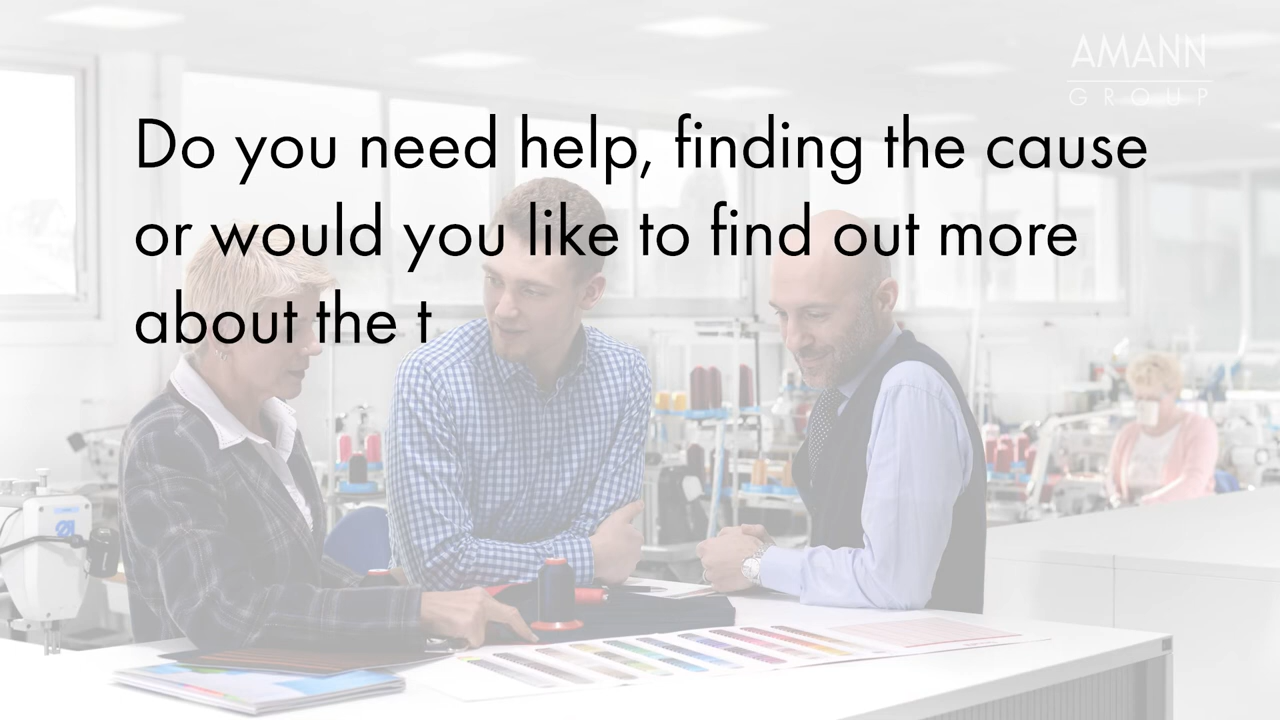 AMANN
GROUP
Do you need help, finding the cause
or would you like to find out more
about the t